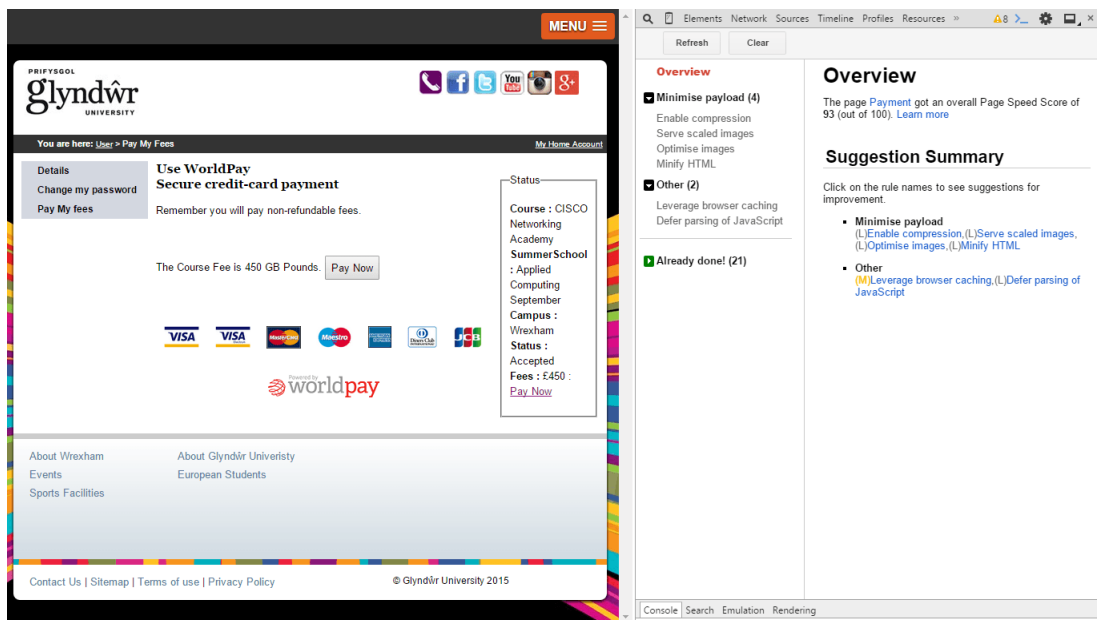 MENU
PRIFYSGOL
glyndŵr
UNIVERSITY
You Tube
g+
You are here: User > Pay My Fees
My Home Account
Details
Change my password
Pay My fees
Use WorldPay
Secure credit-card payment
Remember you will pay non-refundable fees.
The Course Fee is 450 GB Pounds. Pay Now
VISA VISA MasterCard Maestro JCB
Powered by
worldpay
Status
Course : CISCO
Networking
Academy
SummerSchool
: Applied
Computing
September
Campus :
Wrexham
Status :
Accepted
Fees : £450 :
Pay Now
About Wrexham
Events
Sports Facilities
About Glyndŵr Univeristy
European Students
Contact Us | Sitemap | Terms of use | Privacy Policy
© Glyndŵr University 2015
Elements Network Sources Timeline Profiles Resources » 8
Refresh Clear
Overview
Minimise payload (4)
Enable compression
Serve scaled images
Optimise images
Minify HTML
Other (2)
Leverage browser caching
Defer parsing of JavaScript
Already done! (21)
Overview
The page Payment got an overall Page Speed Score of
93 (out of 100). Learn more
Suggestion Summary
Click on the rule names to see suggestions for
improvement.
Minimise payload
(L)Enable compression,(L)Serve scaled images,
(L)Optimise images,(L)Minify HTML
Other
(M)Leverage browser caching,(L)Defer parsing of
JavaScript
Console Search Emulation Rendering